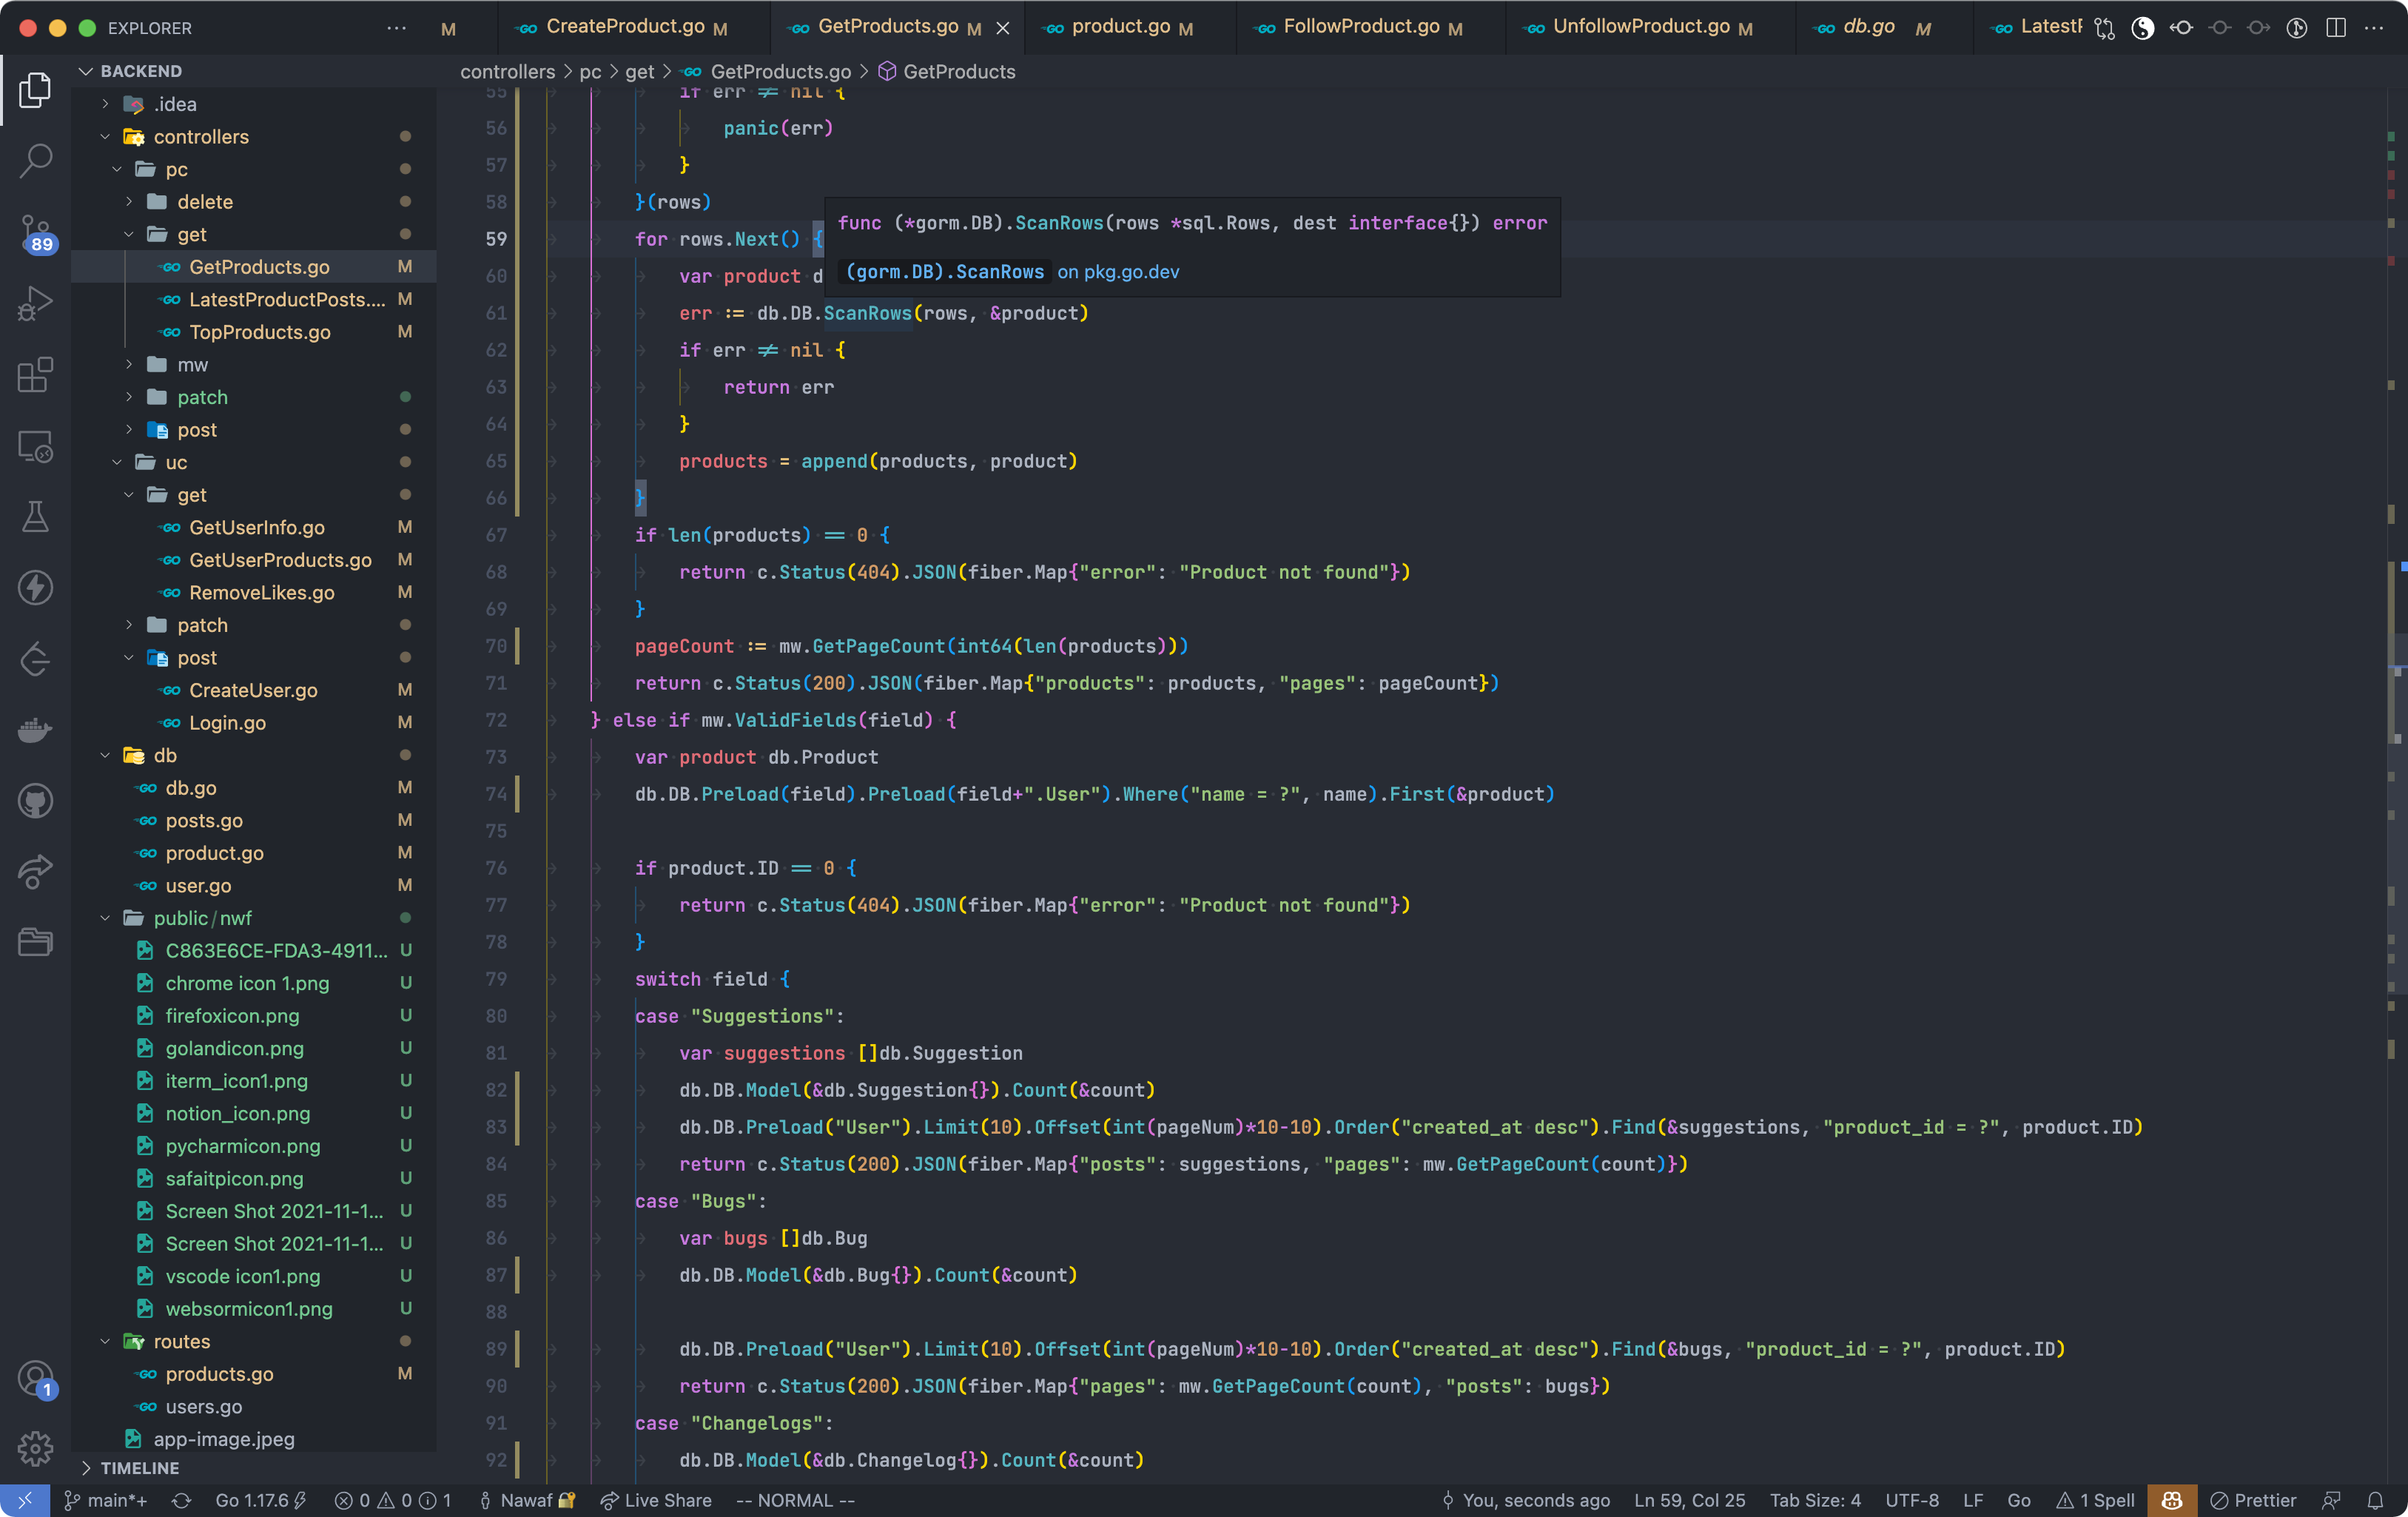 EXPLORER
M
CreateProduct.go M
GetProducts.go M
product.go M
FollowProduct.go M
UnfollowProduct.go M
db.go M
BACKEND
.idea
controllers
pc
delete
get
GetProducts.go M
LatestProductPosts.... M
TopProducts.go M
mw
patch
post
uc
get
GetUserInfo.go M
GetUserProducts.go M
RemoveLikes.go M
patch
post
CreateUser.go M
Login.go M
db
db.go M
posts.go M
product.go M
user.go M
public/nwf
C863E6CE-FDA3-4911... U
chrome icon 1.png U
firefoxicon.png U
golandicon.png U
iterm_icon1.png U
notion_icon.png U
pycharmicon.png U
safaitpicon.png U
Screen Shot 2021-11-1... U
Screen Shot 2021-11-1... U
vscode icon1.png U
websormicon1.png U
routes
products.go M
users.go
app-image.jpeg
TIMELINE
89
1
controllers > pc > get > GetProducts.go > GetProducts
55 if err ≠ nil {
56 panic(err)
57 }
58 }(rows)
59 for rows.Next() {
60 var product d
61 err := db.DB.ScanRows(rows, &product)
62 if err ≠ nil {
63 return err
64 }
65 products = append(products, product)
66 }
67 if len(products) == 0 {
68 return c.Status(404).JSON(fiber.Map{"error": "Product not found"})
69 }
70 pageCount := mw.GetPageCount(int64(len(products)))
71 return c.Status(200).JSON(fiber.Map{"products": products, "pages": pageCount})
72 } else if mw.ValidFields(field) {
73 var product db.Product
74 db.DB.Preload(field).Preload(field+".User").Where("name = ?", name).First(&product)
75
76 if product.ID == 0 {
77 return c.Status(404).JSON(fiber.Map{"error": "Product not found"})
78 }
79 switch field {
80 case "Suggestions":
81 var suggestions []db.Suggestion
82 db.DB.Model(&db.Suggestion{}).Count(&count)
83 db.DB.Preload("User").Limit(10).Offset(int(pageNum)*10-10).Order("created_at desc").Find(&suggestions, "product_id = ?", product.ID)
84 return c.Status(200).JSON(fiber.Map{"posts": suggestions, "pages": mw.GetPageCount(count)})
85 case "Bugs":
86 var bugs []db.Bug
87 db.DB.Model(&db.Bug{}).Count(&count)
88
89 db.DB.Preload("User").Limit(10).Offset(int(pageNum)*10-10).Order("created_at desc").Find(&bugs, "product_id = ?", product.ID)
90 return c.Status(200).JSON(fiber.Map{"pages": mw.GetPageCount(count), "posts": bugs})
91 case "Changelogs":
92 db.DB.Model(&db.Changelog{}).Count(&count)
func (*gorm.DB).ScanRows(rows *sql.Rows, dest interface{}) error
(gorm.DB).ScanRows on pkg.go.dev
main*+ Go 1.17.6 0 0 1 Nawaf Live Share -- NORMAL -- You, seconds ago Ln 59, Col 25 Tab Size: 4 UTF-8 LF Go 1 Spell Prettier